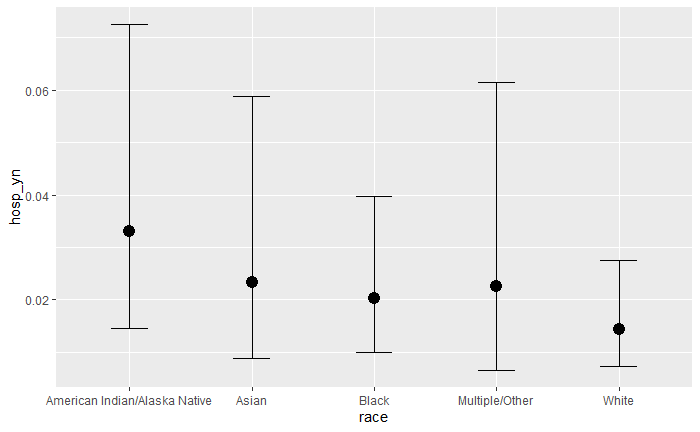 hosp_yn
0.06
0.04
0.02
American Indian/Alaska Native Asian Black Multiple/Other White
race